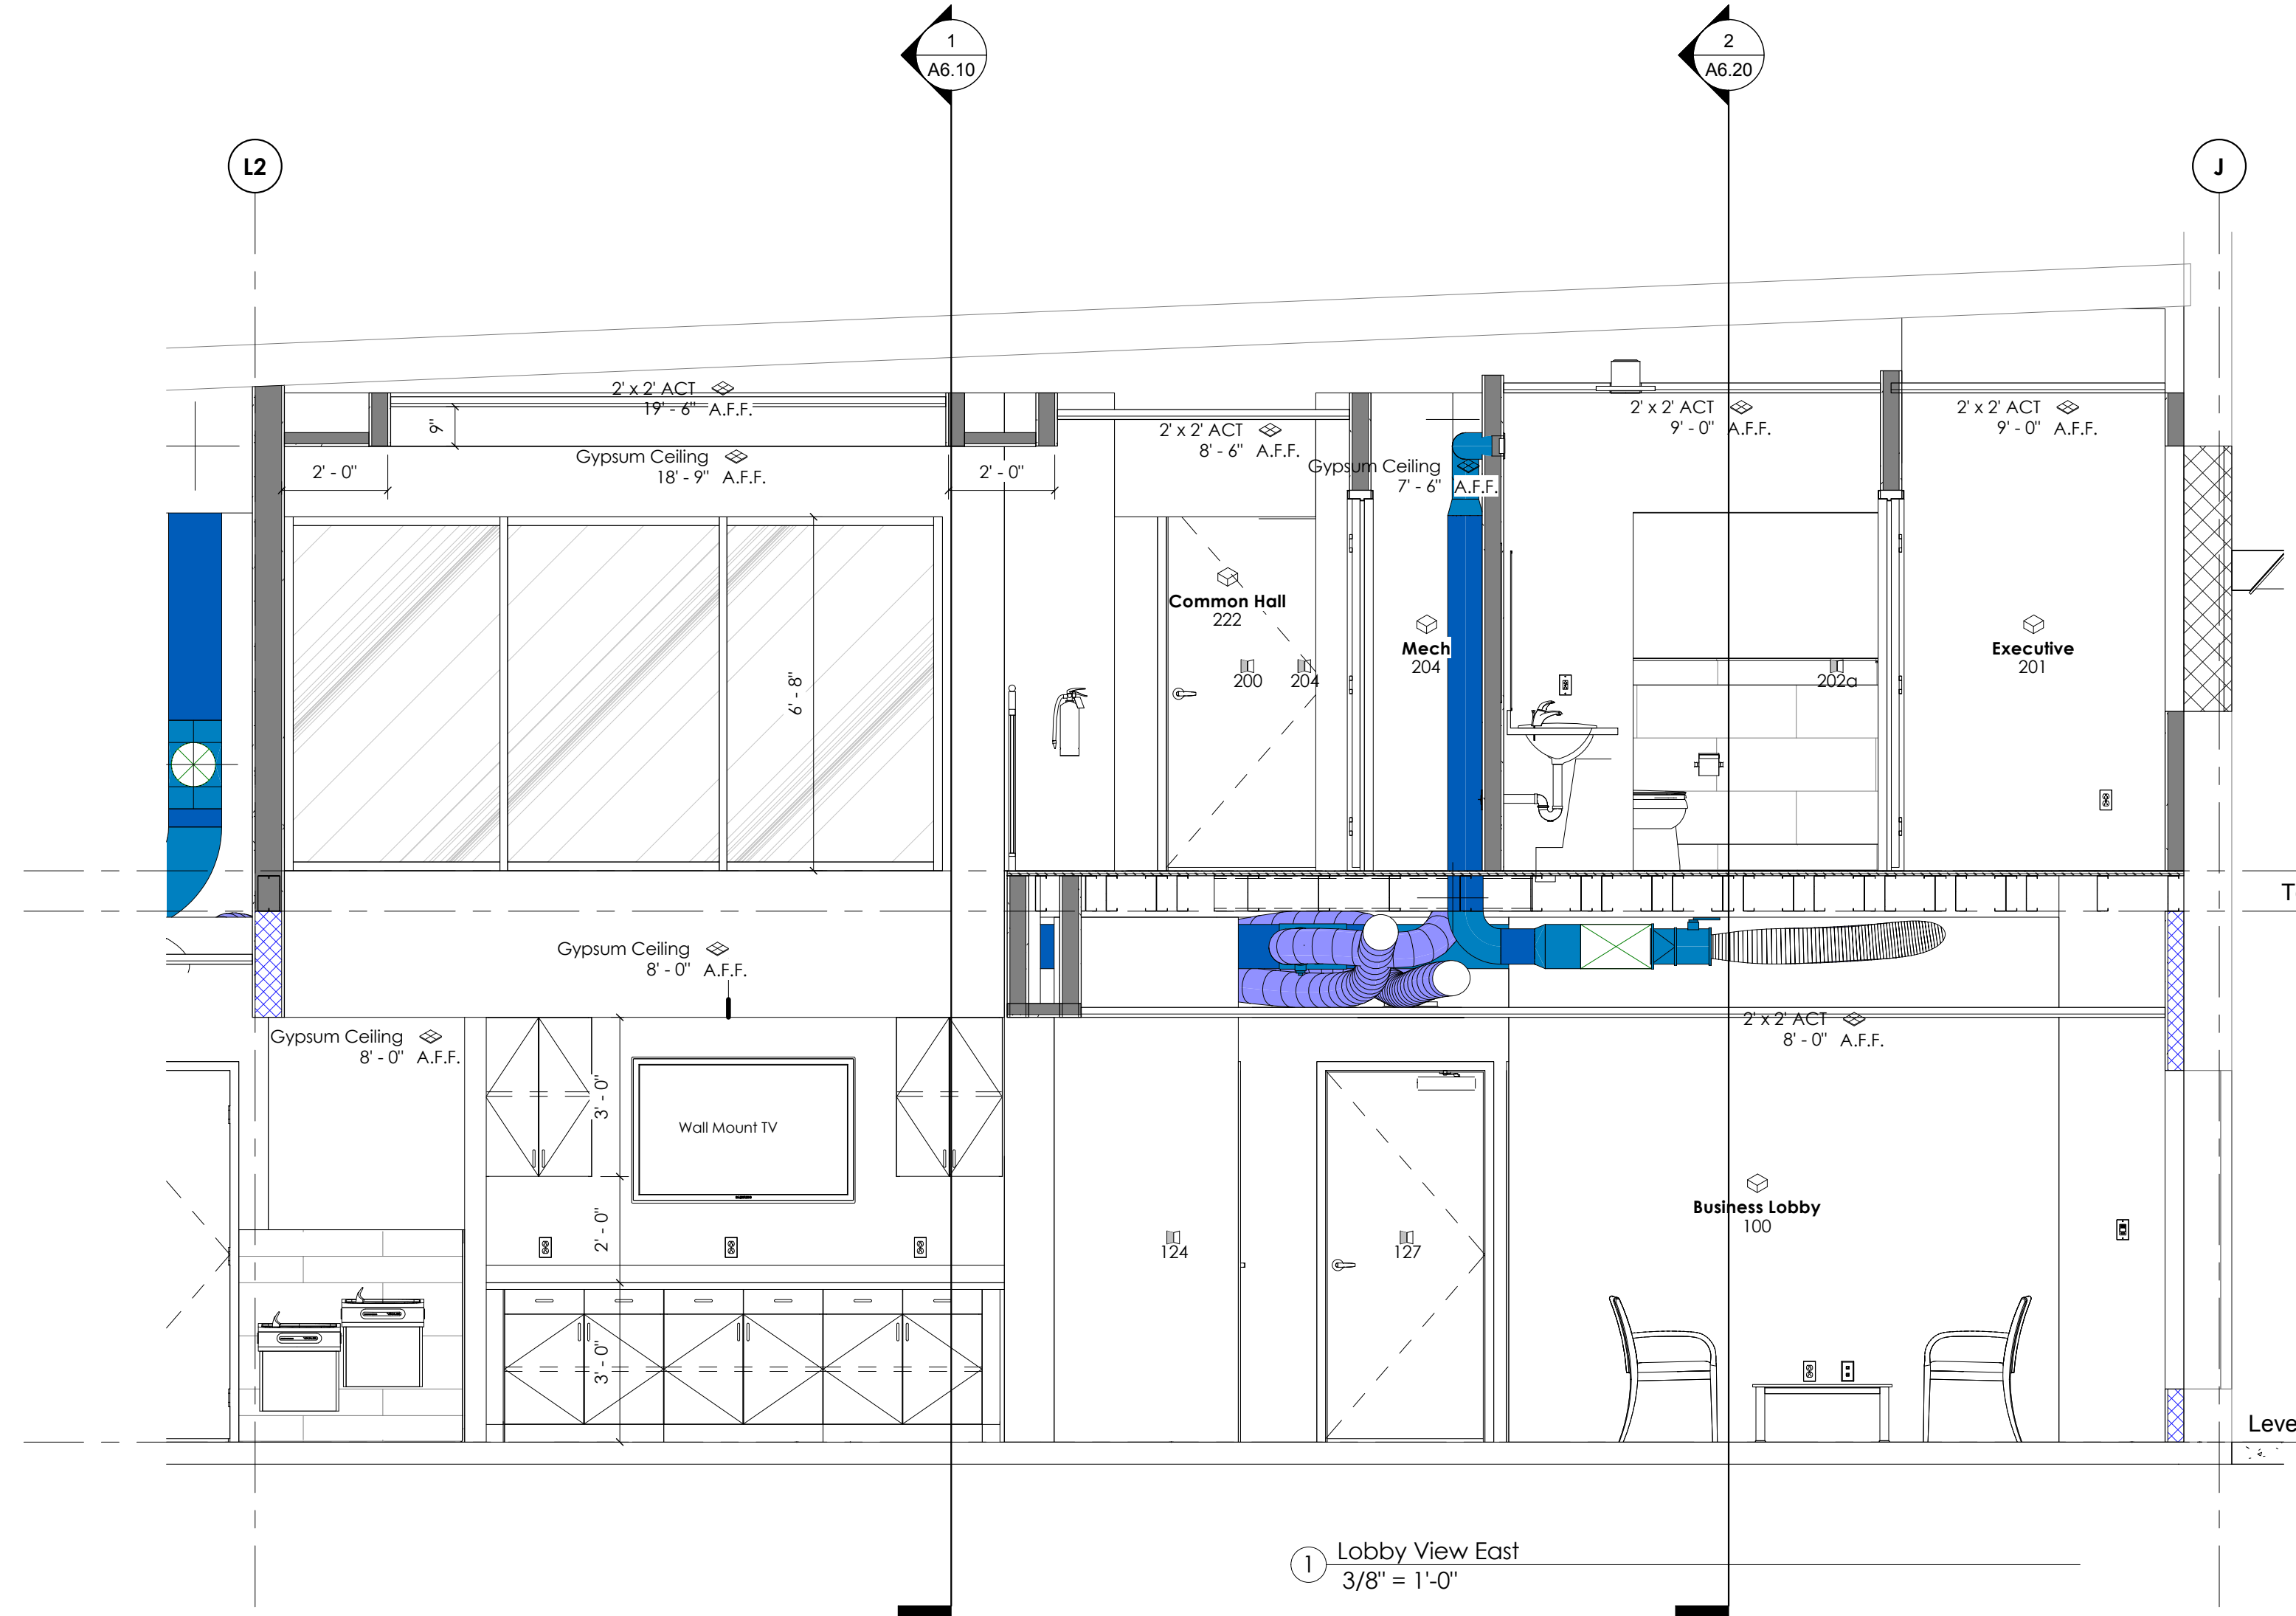 1
A6.10
2
A6.20
L2
J
2' x 2' ACT
19' - 6" A.F.F.
9"
Gypsum Ceiling
18' - 9" A.F.F.
2' - 0"
2' - 0"
2' x 2' ACT
8' - 6" A.F.F.
Gypsum Ceiling
7' - 6" A.F.F.
2' x 2' ACT
9' - 0" A.F.F.
2' x 2' ACT
9' - 0" A.F.F.
6' - 8"
Common Hall
222
200
204
Mech
204
202a
Executive
201
T
Gypsum Ceiling
8' - 0" A.F.F.
Gypsum Ceiling
8' - 0" A.F.F.
2' x 2' ACT
8' - 0" A.F.F.
3' - 0"
Wall Mount TV
2' - 0"
3' - 0"
124
127
Business Lobby
100
Leve
1
Lobby View East
3/8" = 1'-0"